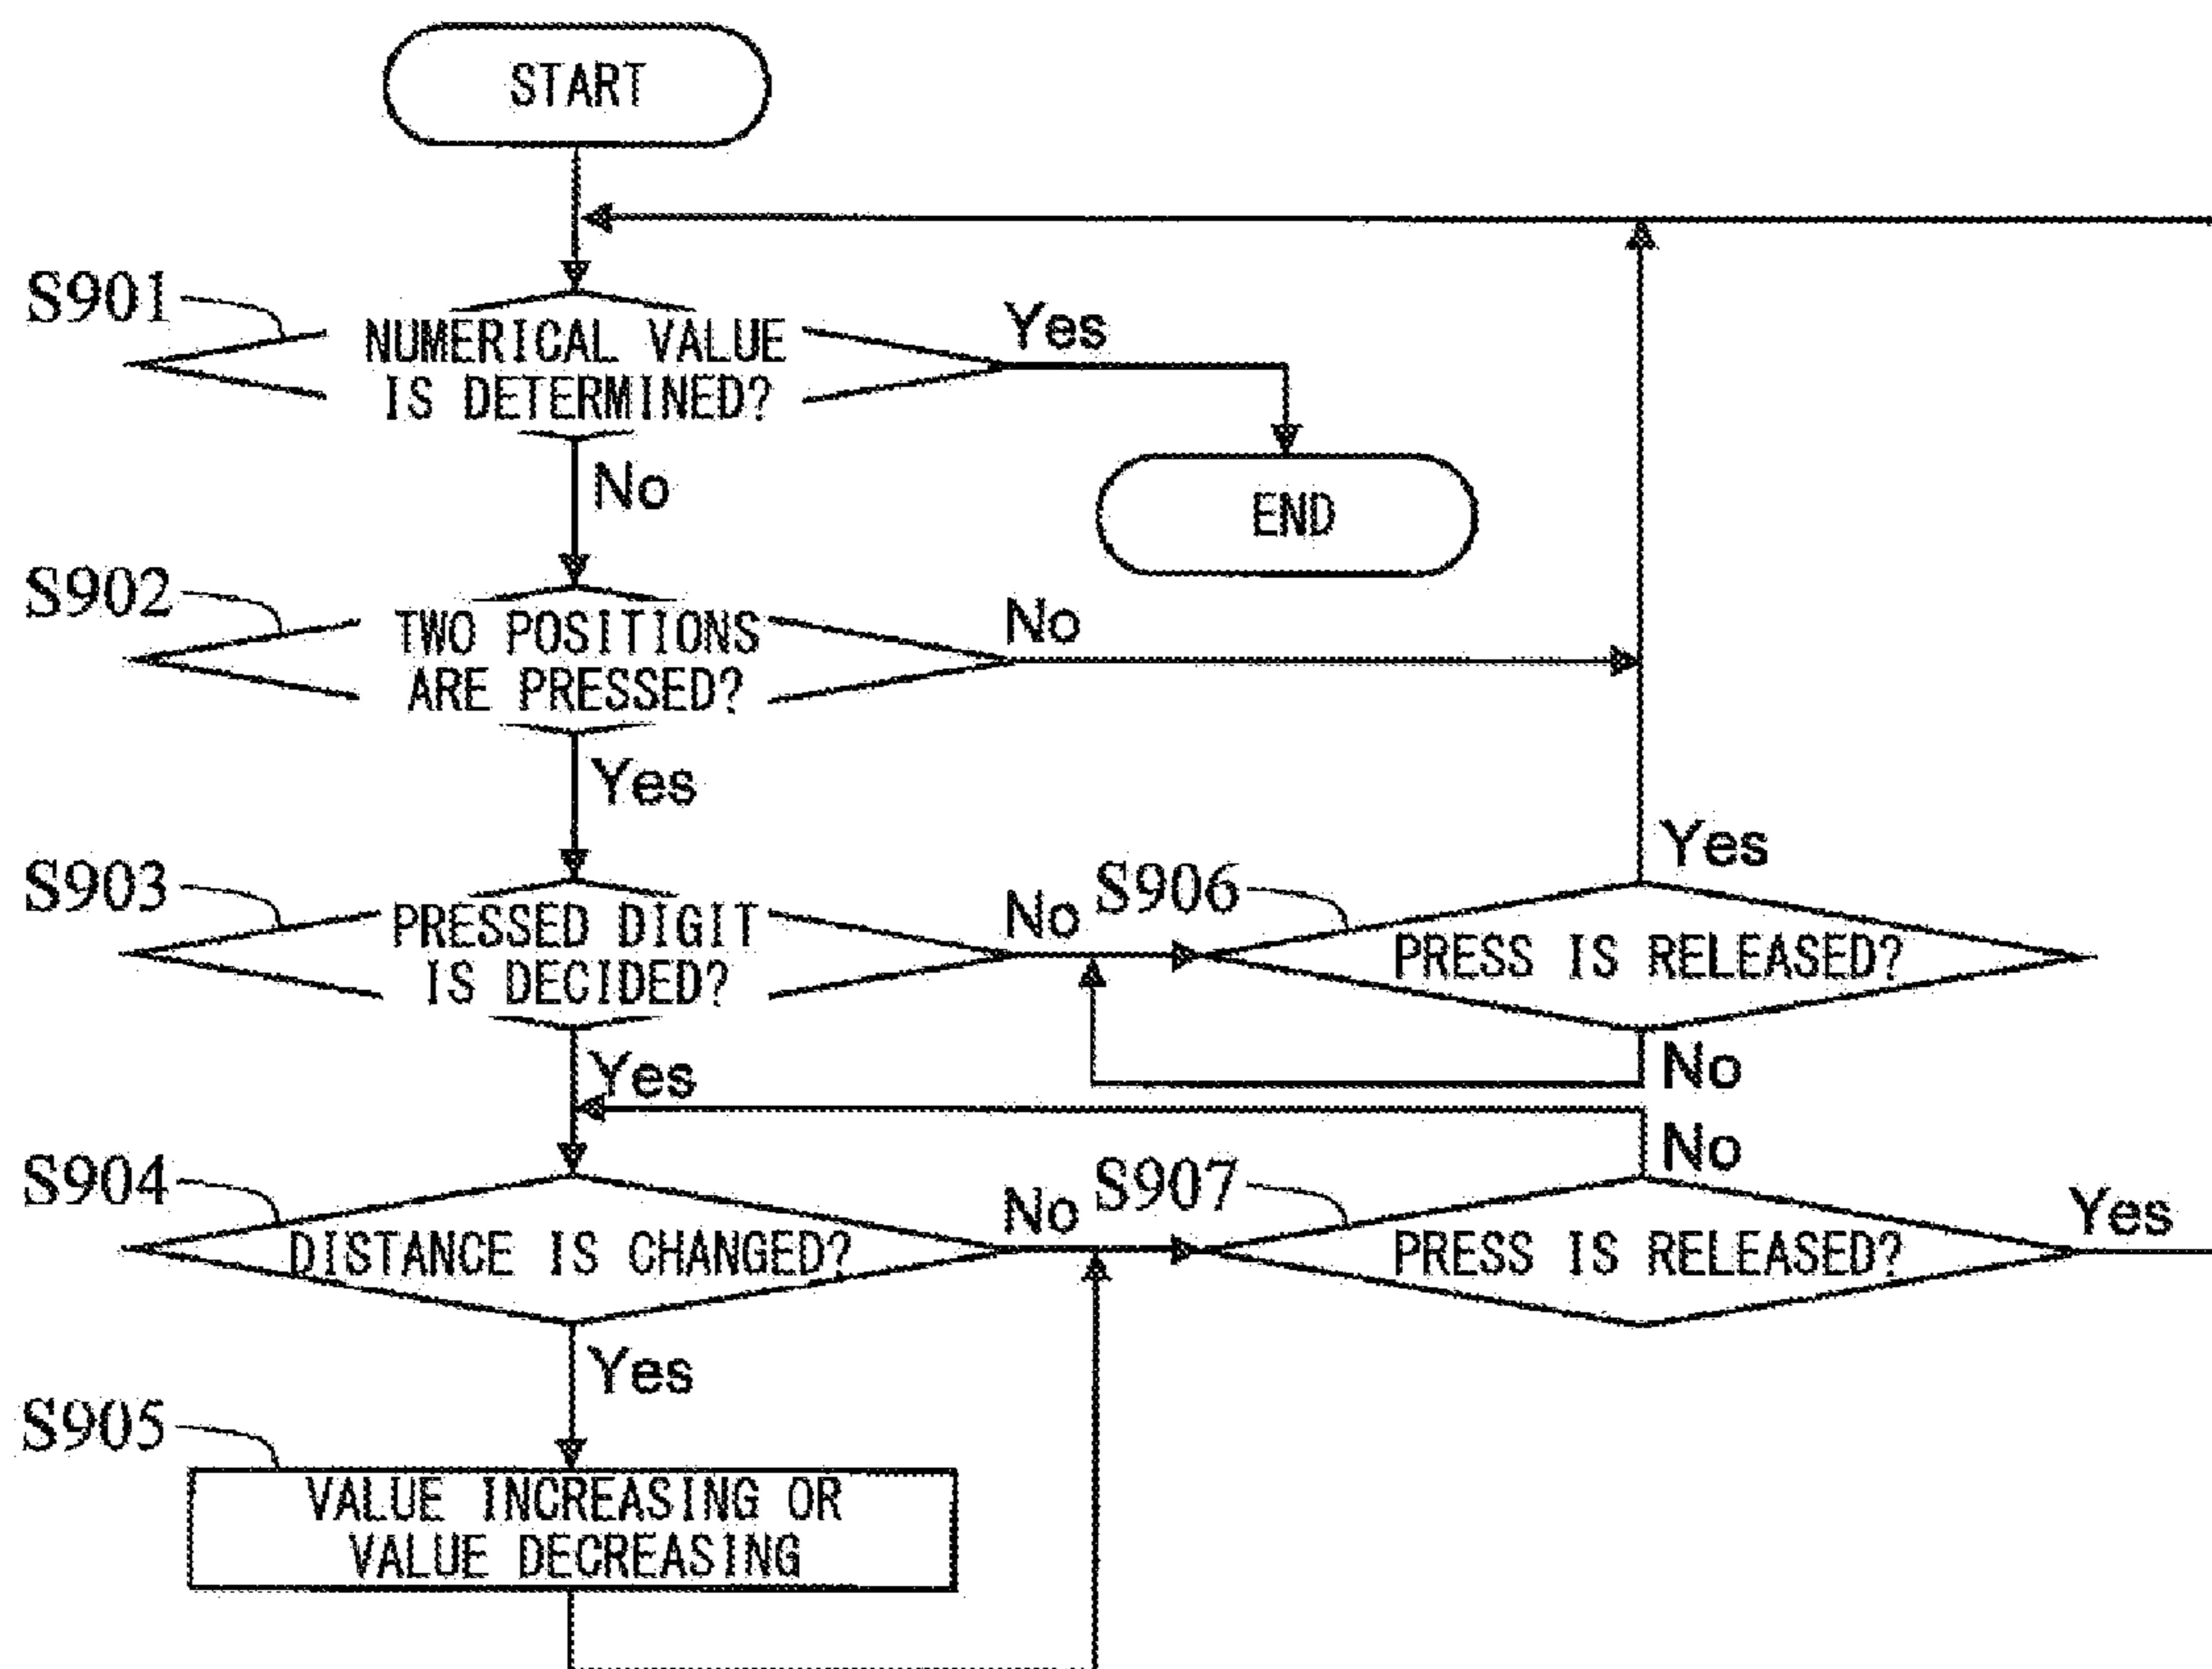 START
S901
NUMERICAL VALUE
IS DETERMINED?
Yes
No
END
S902
TWO POSITIONS
ARE PRESSED?
No
Yes
S903
PRESSED DIGIT
IS DECIDED?
No
Yes
S906
PRESS IS RELEASED?
Yes
No
S904
DISTANCE IS CHANGED?
No
Yes
S907
PRESS IS RELEASED?
No
Yes
S905
VALUE INCREASING OR
VALUE DECREASING